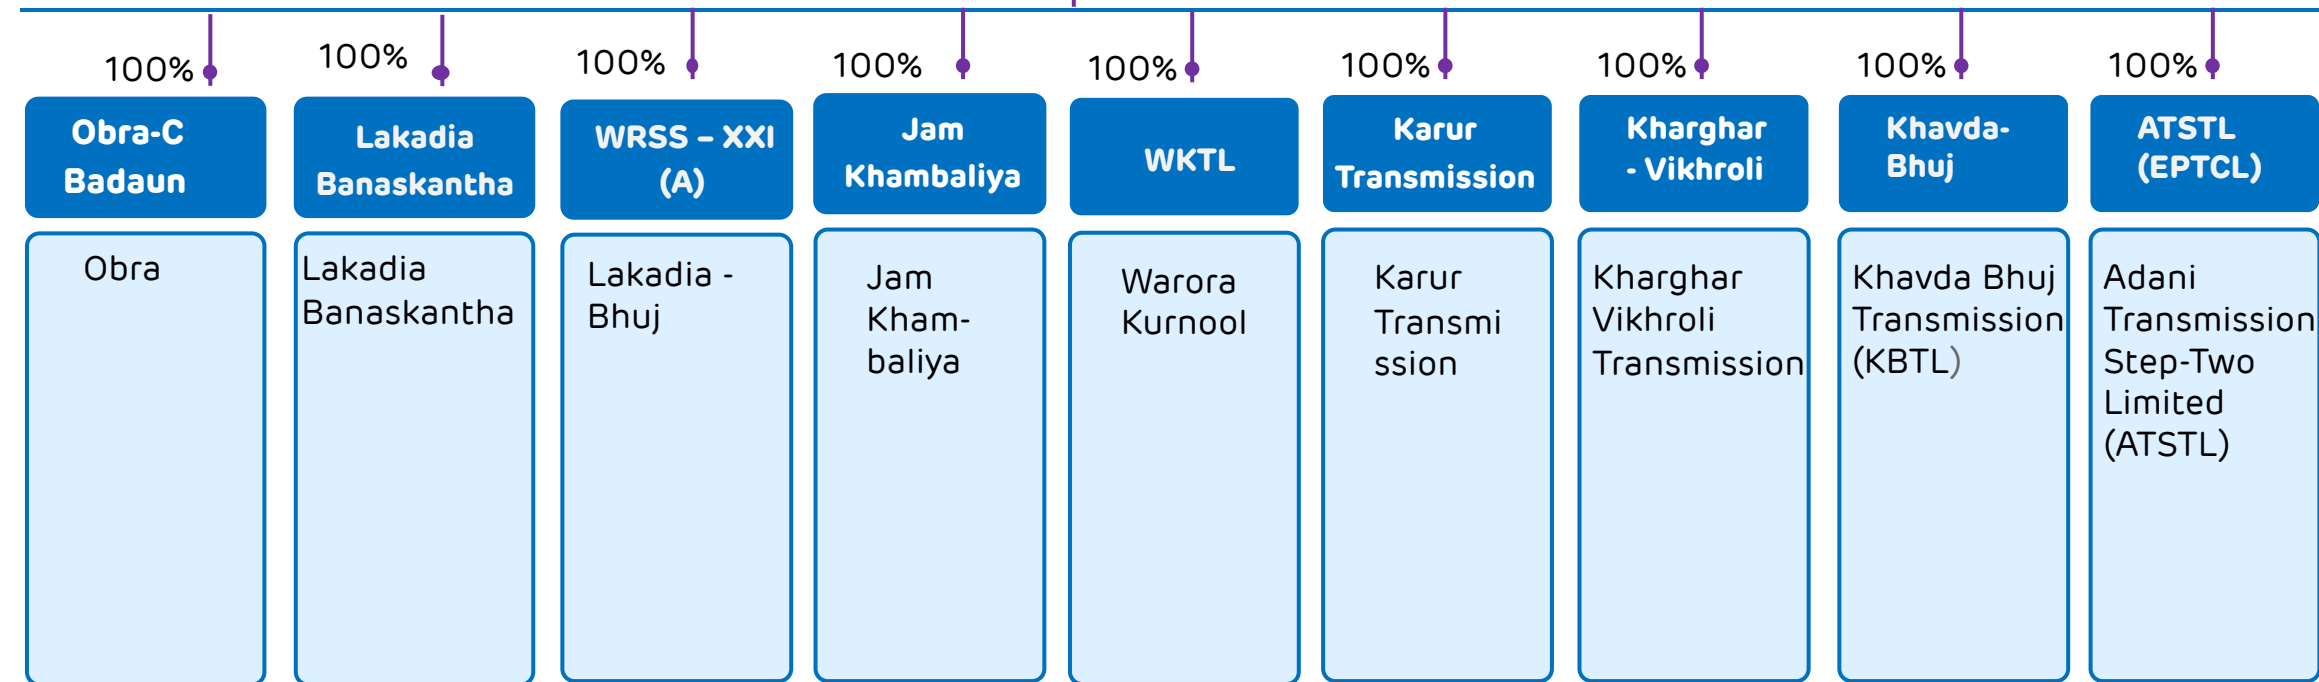 100%
100%
100%
100%
100%
100%
100%
100%
100%
Obra-C
Badaun
Lakadia
Banaskantha
WRSS – XXI
(A)
Jam
Khambaliya
WKTL
Karur
Transmission
Kharghar
- Vikhroli
Khavda-
Bhuj
ATSTL
(EPTCL)
Obra
Lakadia
Banaskantha
Lakadia -
Bhuj
Jam
Kham-
baliya
Warora
Kurnool
Karur
Transmi
ssion
Kharghar
Vikhroli
Transmission
Khavda Bhuj
Transmission
(KBTL)
Adani
Transmission
Step-Two
Limited
(ATSTL)